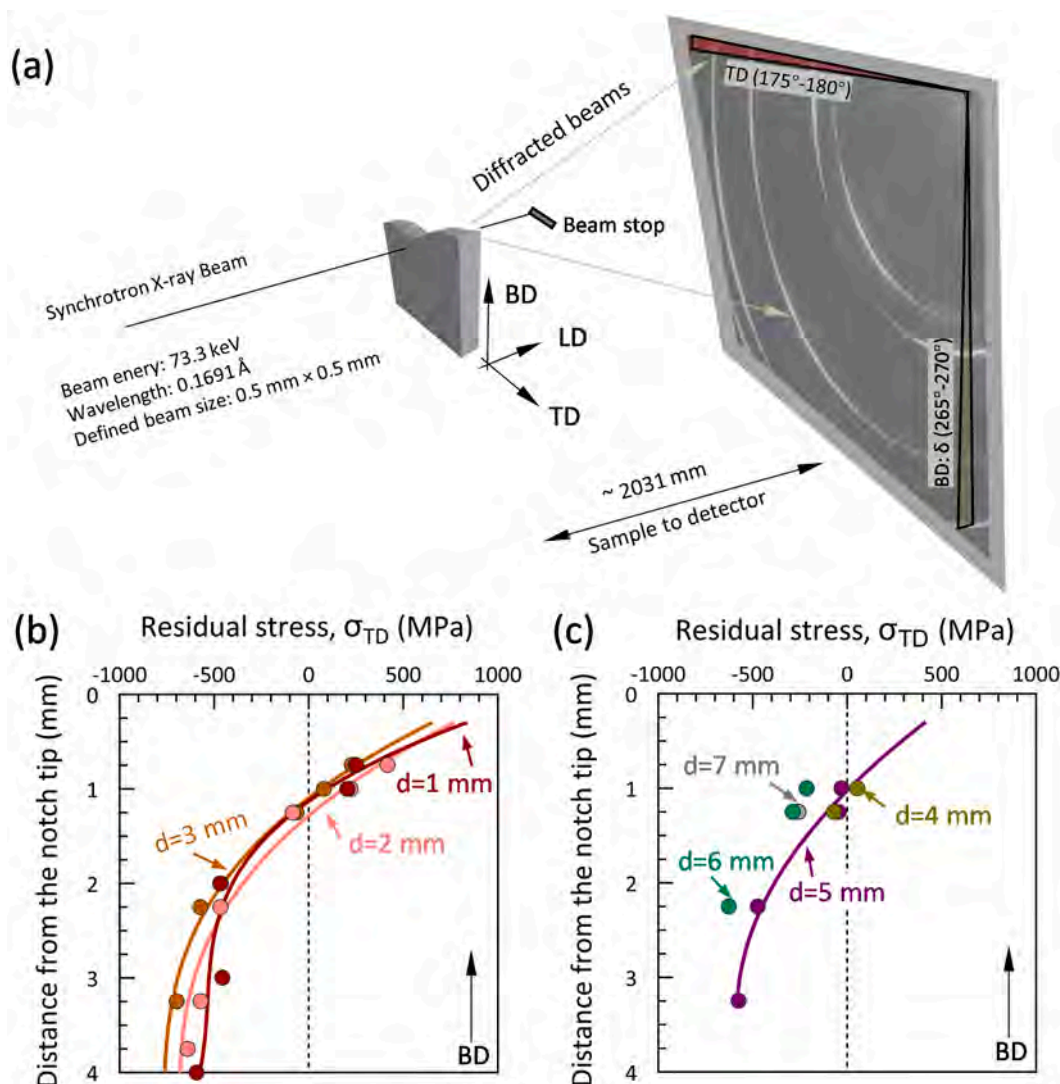 (a)
TD (175°-180°)
Diffracted beams
Beam stop
Synchrotron X-ray Beam
BD
LD
TD
Beam enery: 73.3 keV
Wavelength: 0.1691 Å
Defined beam size: 0.5 mm × 0.5 mm
BD: δ (265°-270°)
~ 2031 mm
Sample to detector
(b)
Residual stress, σTD (MPa)
-1000 -500 0 500 1000
Distance from the notch tip (mm)
0
1
2
3
4
d=1 mm
d=2 mm
d=3 mm
BD
(c)
Residual stress, σTD (MPa)
-1000 -500 0 500 1000
Distance from the notch tip (mm)
0
1
2
3
4
d=7 mm
d=4 mm
d=6 mm
d=5 mm
BD